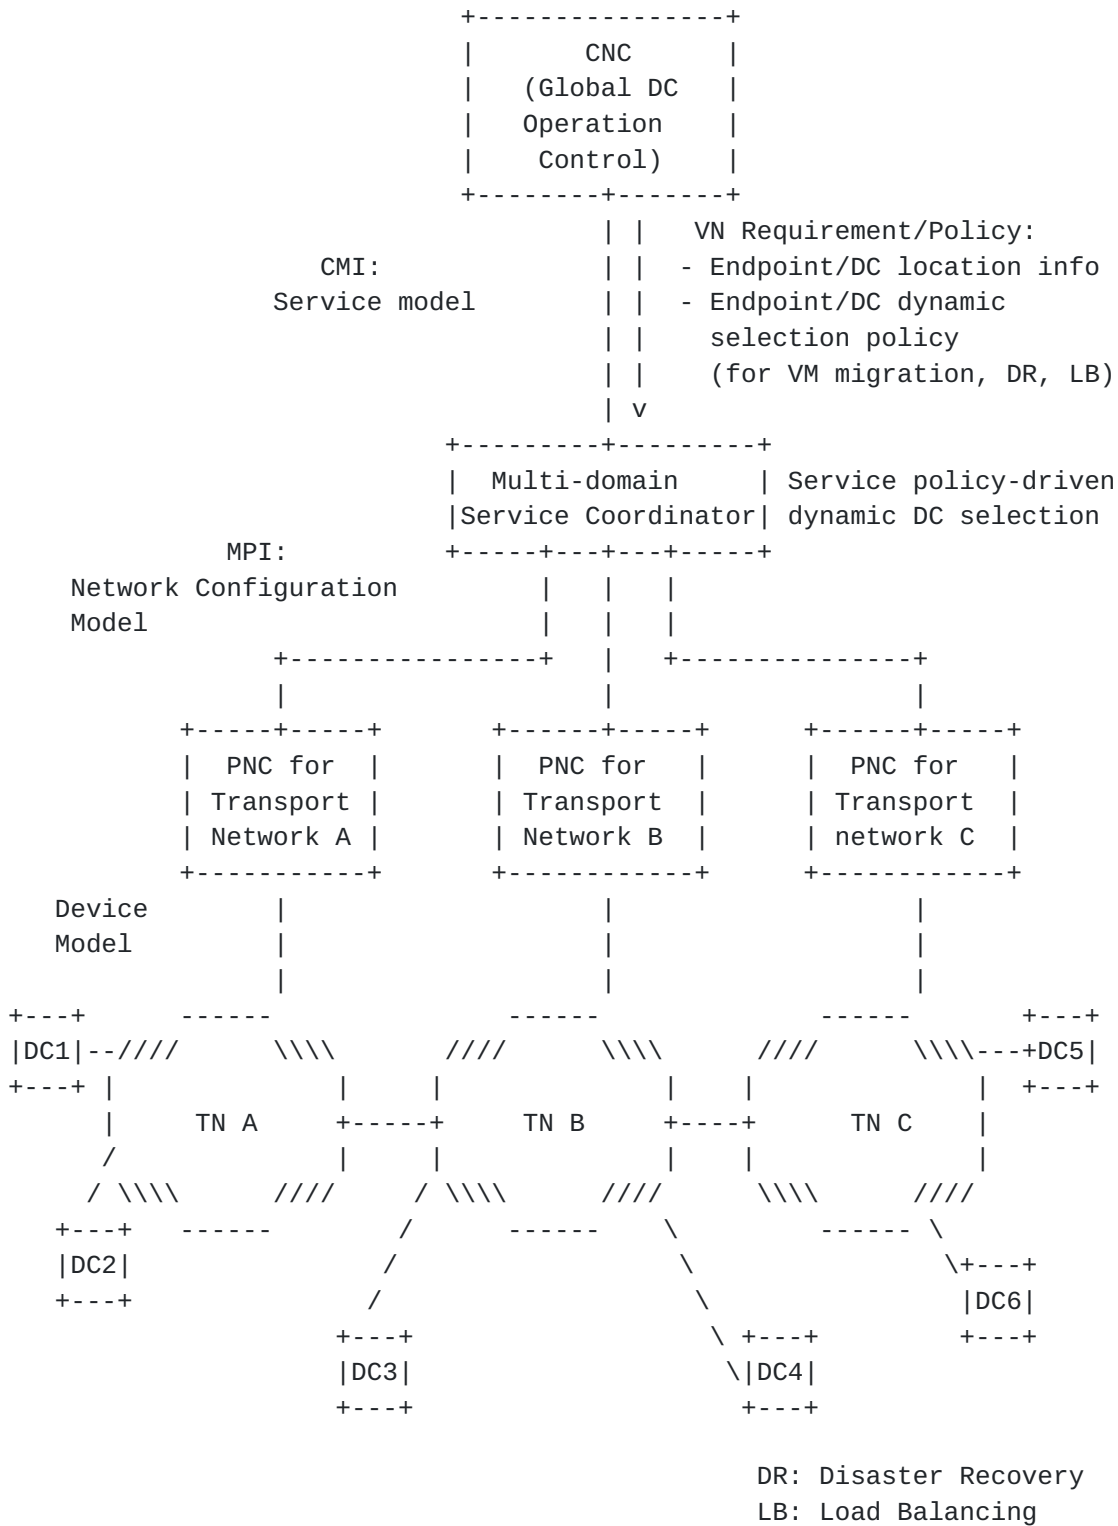 CNC
(Global DC
Operation
Control)
VN Requirement/Policy:
CMI: - Endpoint/DC location info
Service model - Endpoint/DC dynamic
selection policy
(for VM migration, DR, LB)
v
Multi-domain Service policy-driven
Service Coordinator dynamic DC selection
MPI:
Network Configuration
Model
PNC for PNC for PNC for
Transport Transport Transport
Network A Network B network C
Device
Model
DC1 DC5
TN A TN B TN C
DC2
DC6
DC3 DC4
DR: Disaster Recovery
LB: Load Balancing